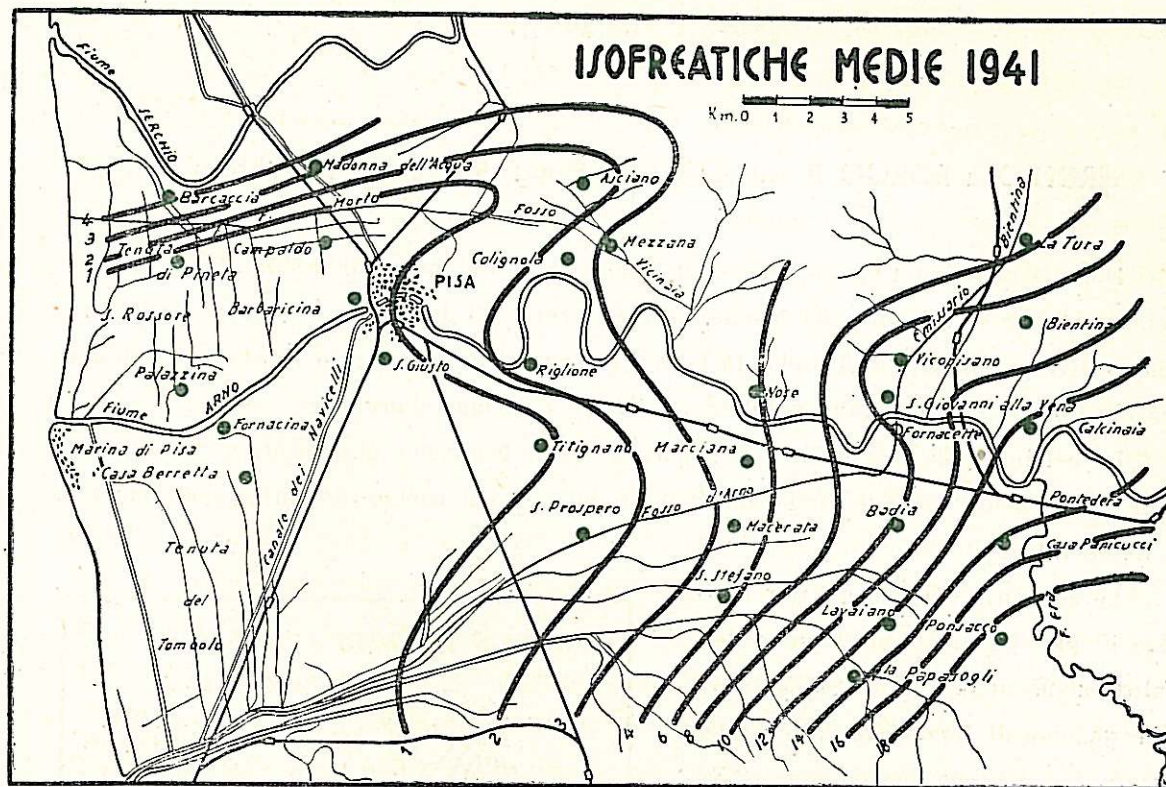 ISOFREATICHE MEDIE 1941
Km. 0 1 2 3 4 5
Fiume
SERCHIO
Madonna dell'Acqua
Barcaccia
Asciano
Morto
Fosso
Bientina
4
3
2
1
Tenuta
di Pineta
Campaldo
Colignola
Mezzana
Vicinaia
La Tura
PISA
Barbaricina
S. Rossore
Emissario
Bientina
S. Giusto
Riglione
Vicopisano
Palazzina
ARNO
Navicelli
S. Giovanni alla Vena
Fiume
Fornacina
Fornacette
Calcinaia
Marina di Pisa
Titignano
Marciana
Casa Berretta
dei
Pontedera
d'Arno
Fosso
S. Prospero
Macerata
Badia
Casa Papicucci
Tenuta
del
Tombolo
Canale
S. Stefano
F. Era
Lavaiano
Ponsacco
la Papasogli
1 2 3 4 6 8 10 12 14 16 18